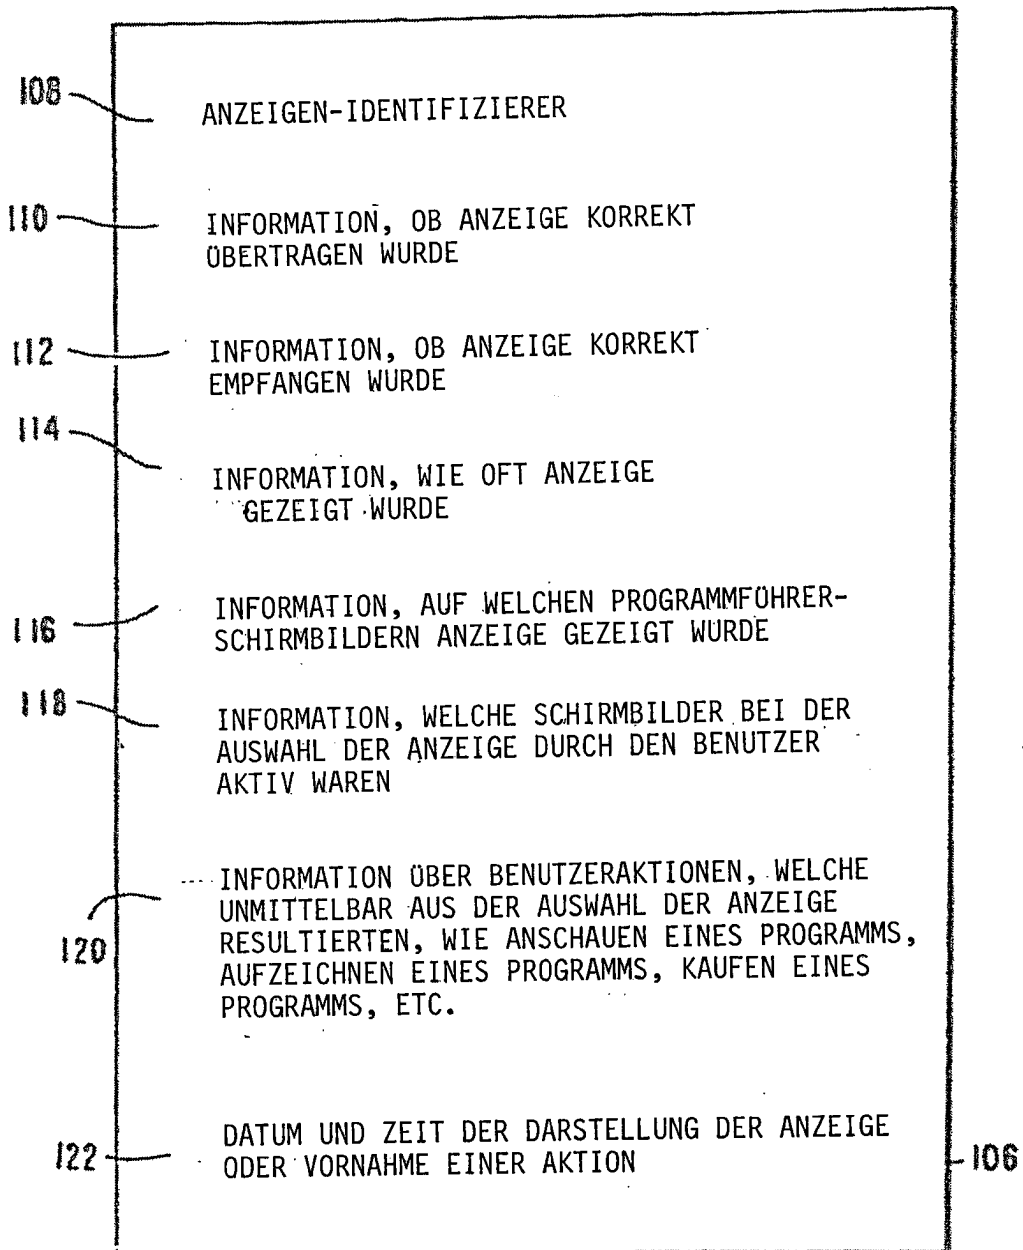 108
ANZEIGEN-IDENTIFIZIERER
110
INFORMATION, OB ANZEIGE KORREKT
ÜBERTRAGEN WURDE
112
INFORMATION, OB ANZEIGE KORREKT
EMPFANGEN WURDE
114
INFORMATION, WIE OFT ANZEIGE
GEZEIGT WURDE
116
INFORMATION, AUF WELCHEN PROGRAMMFÜHRER-
SCHIRMBILDERN ANZEIGE GEZEIGT WURDE
118
INFORMATION, WELCHE SCHIRMBILDER BEI DER
AUSWAHL DER ANZEIGE DURCH DEN BENUTZER
AKTIV WAREN
120
INFORMATION ÜBER BENUTZERAKTIONEN, WELCHE
UNMITTELBAR AUS DER AUSWAHL DER ANZEIGE
RESULTIERTEN, WIE ANSCHAUEN EINES PROGRAMMS,
AUFZEICHNEN EINES PROGRAMMS, KAUFEN EINES
PROGRAMMS, ETC.
122
DATUM UND ZEIT DER DARSTELLUNG DER ANZEIGE
ODER VORNAHME EINER AKTION
106